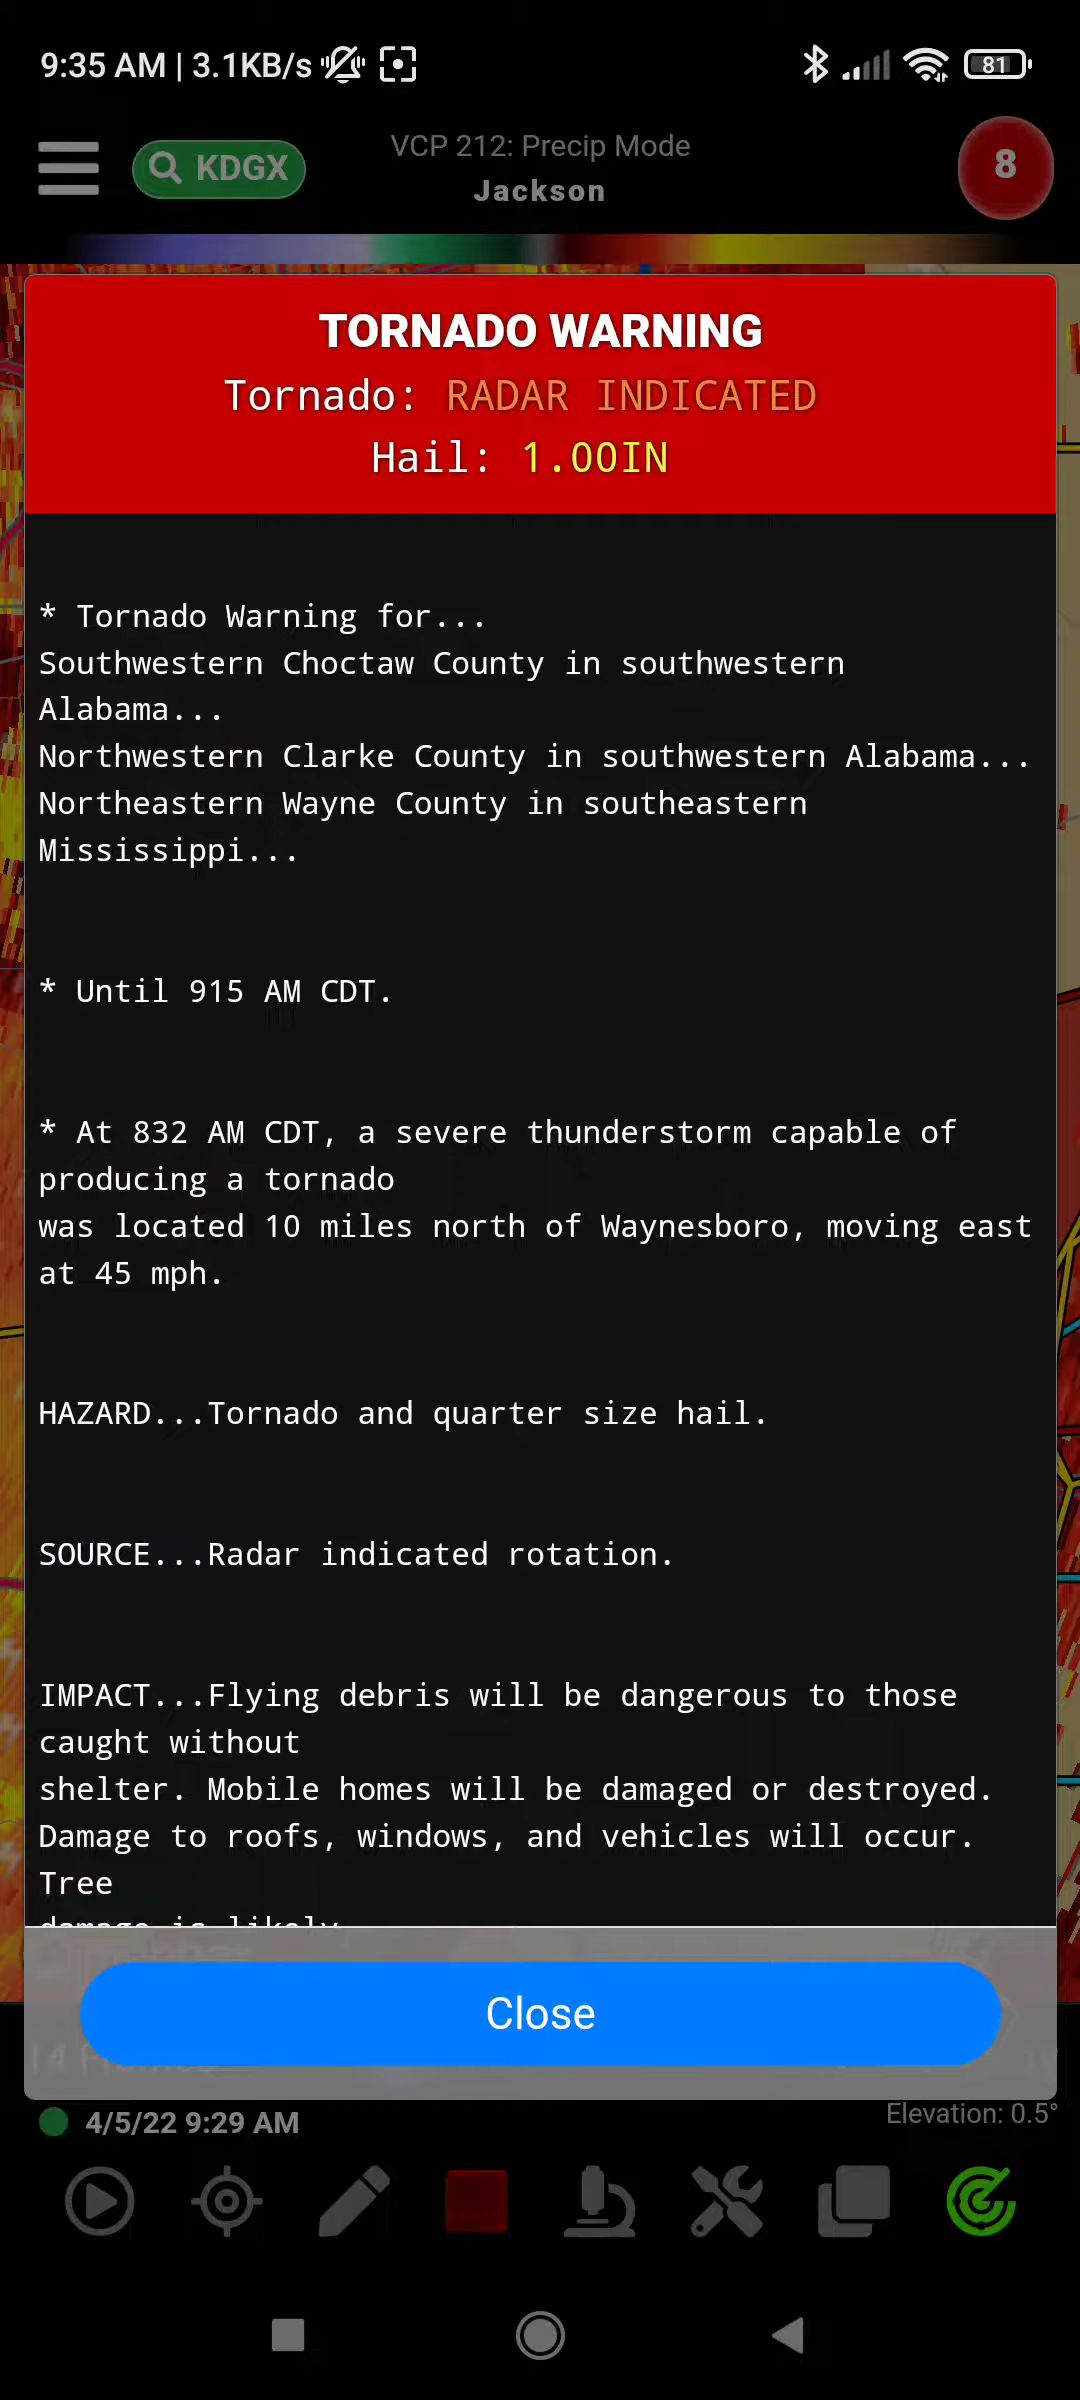 9:35 AM | 3.1KB/s
81
KDGX
VCP 212: Precip Mode
Jackson
8
TORNADO WARNING
Tornado: RADAR INDICATED
Hail: 1.00IN
* Tornado Warning for...
Southwestern Choctaw County in southwestern
Alabama...
Northwestern Clarke County in southwestern Alabama...
Northeastern Wayne County in southeastern
Mississippi...
* Until 915 AM CDT.
* At 832 AM CDT, a severe thunderstorm capable of
producing a tornado
was located 10 miles north of Waynesboro, moving east
at 45 mph.
HAZARD...Tornado and quarter size hail.
SOURCE...Radar indicated rotation.
IMPACT...Flying debris will be dangerous to those
caught without
shelter. Mobile homes will be damaged or destroyed.
Damage to roofs, windows, and vehicles will occur.
Tree
damage is likely
Close
4/5/22 9:29 AM
Elevation: 0.5°